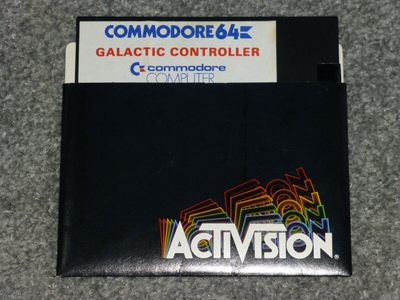 COMMODORE 64
GALACTIC CONTROLLER
commodore
COMPUTER
ACTIVISION®